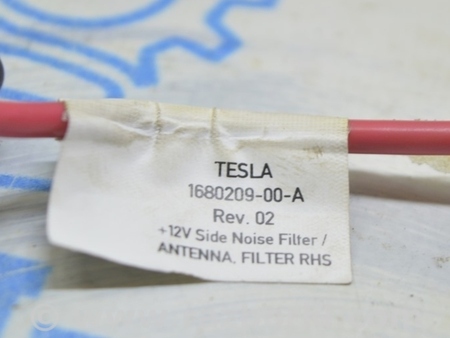 TESLA
1680209-00-A
Rev. 02
+12V Side Noise Filter /
ANTENNA. FILTER RHS